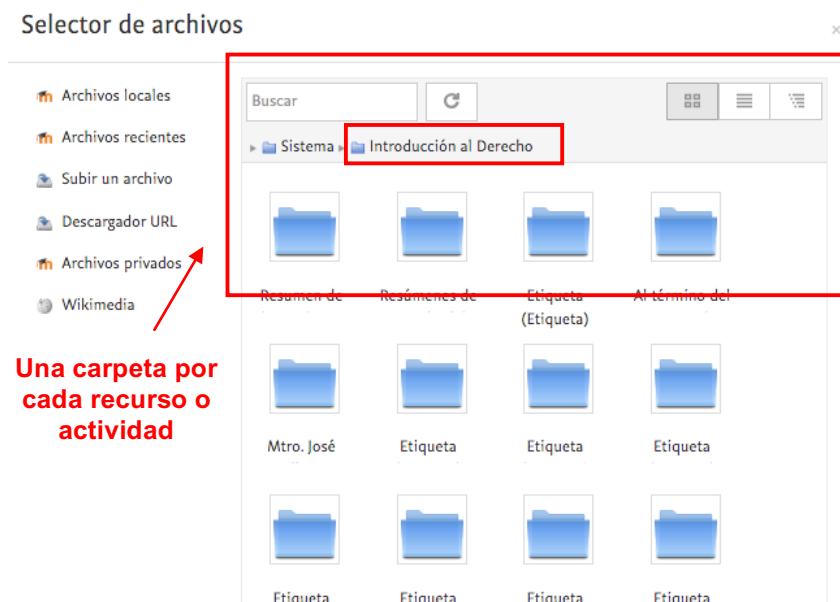 Selector de archivos
×
Archivos locales
Archivos recientes
Subir un archivo
Descargador URL
Archivos privados
Wikimedia
Una carpeta por
cada recurso o
actividad
Buscar
Sistema
Introducción al Derecho
Resumen de
Resúmenes de
Etiqueta
(Etiqueta)
Al término del
Mtro. José
Etiqueta
Etiqueta
Etiqueta
Etiqueta
Etiqueta
Etiqueta
Etiqueta